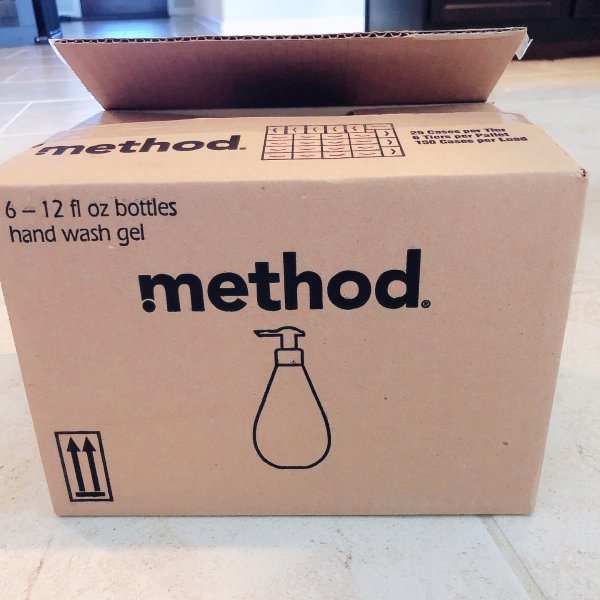 method.
25 Cases per Tier
6 Tiers per Pallet
150 Cases per Load
6 – 12 fl oz bottles
hand wash gel
method.